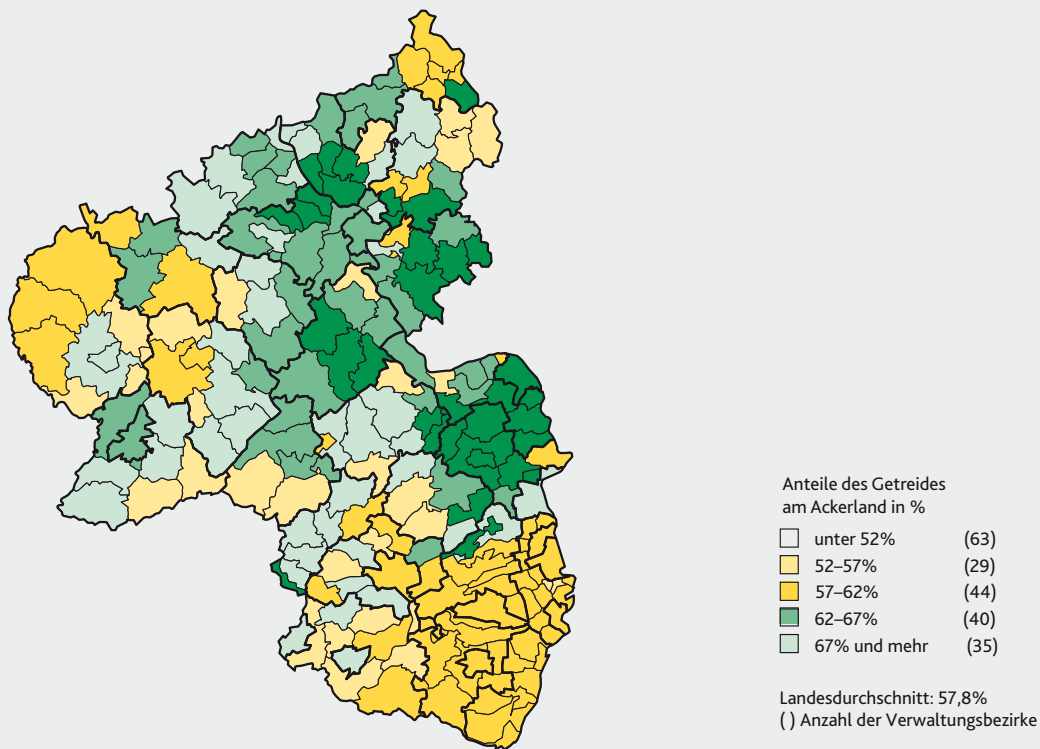 Anteile des Getreides
am Ackerland in %
unter 52% (63)
52–57% (29)
57–62% (44)
62–67% (40)
67% und mehr (35)
Landesdurchschnitt: 57,8%
( ) Anzahl der Verwaltungsbezirke